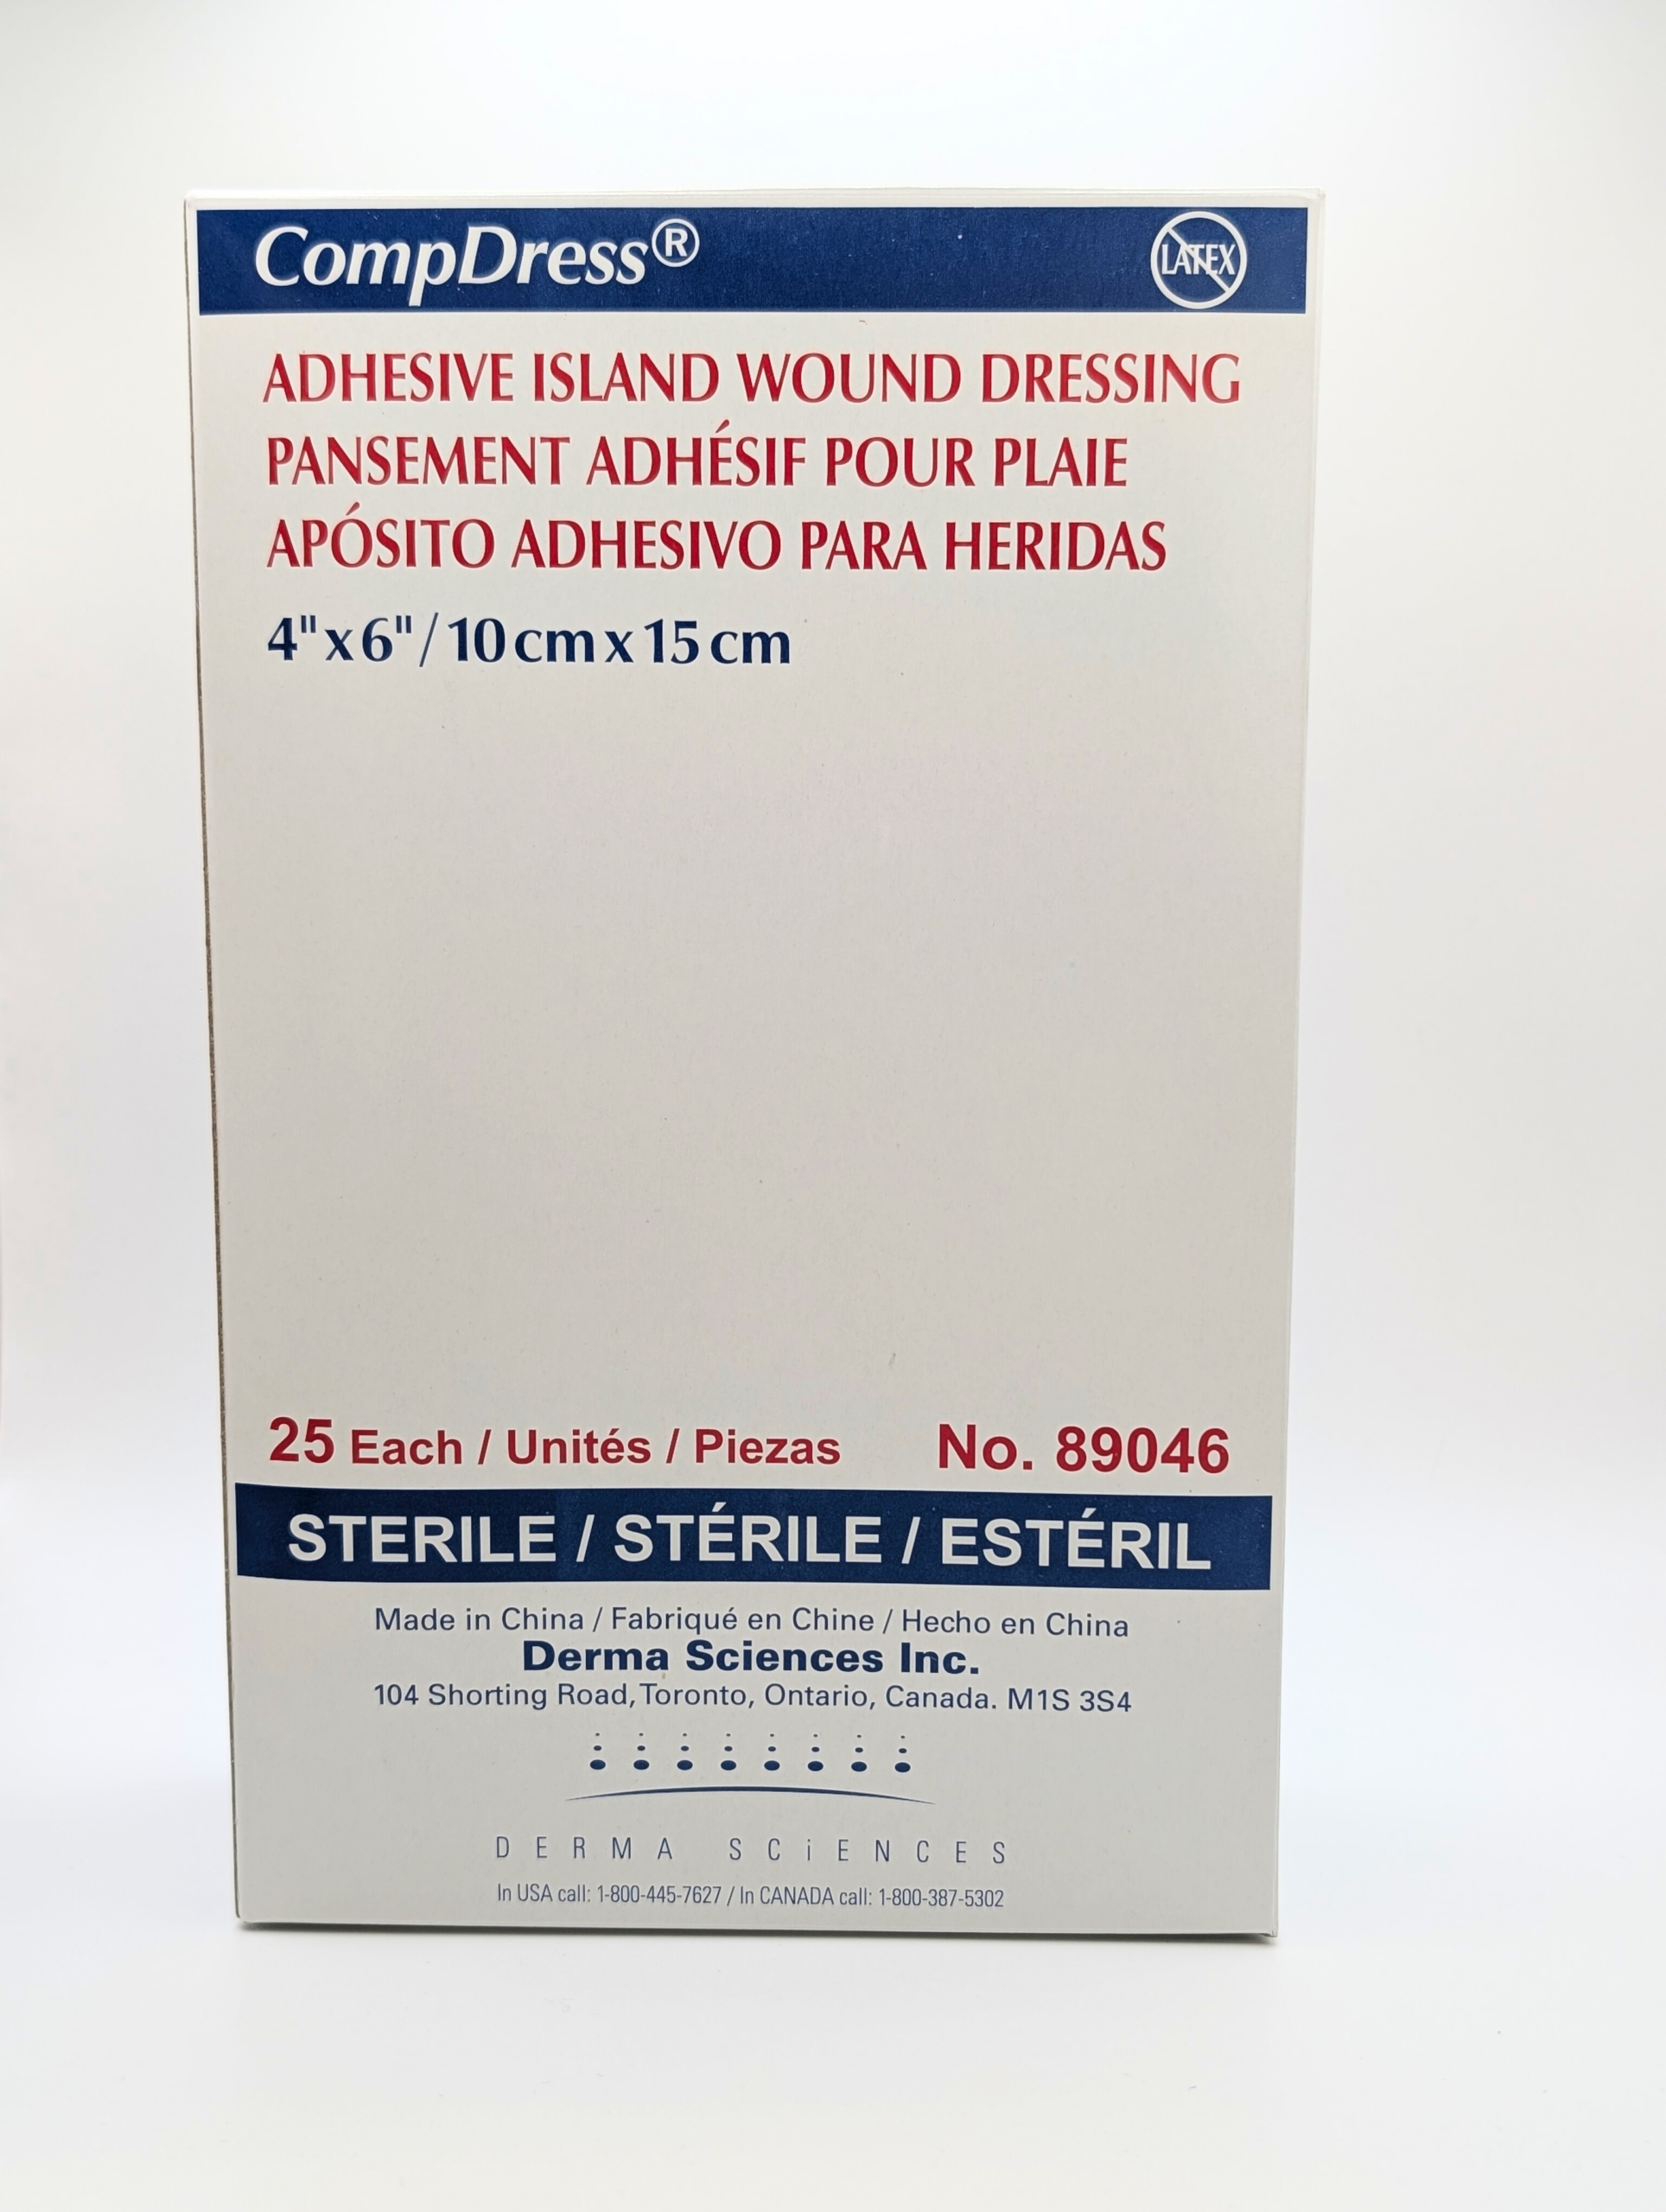 CompDress®
LATEX
ADHESIVE ISLAND WOUND DRESSING
PANSEMENT ADHÉSIF POUR PLAIE
APÓSITO ADHESIVO PARA HERIDAS
4"x6"/10cmx15cm
25 Each / Unités / Piezas No. 89046
STERILE / STÉRILE / ESTÉRIL
Made in China / Fabriqué en Chine / Hecho en China
Derma Sciences Inc.
104 Shorting Road, Toronto, Ontario, Canada. M1S 3S4
DERMA SCiENCES
In USA call: 1-800-445-7627 / In CANADA call: 1-800-387-5302